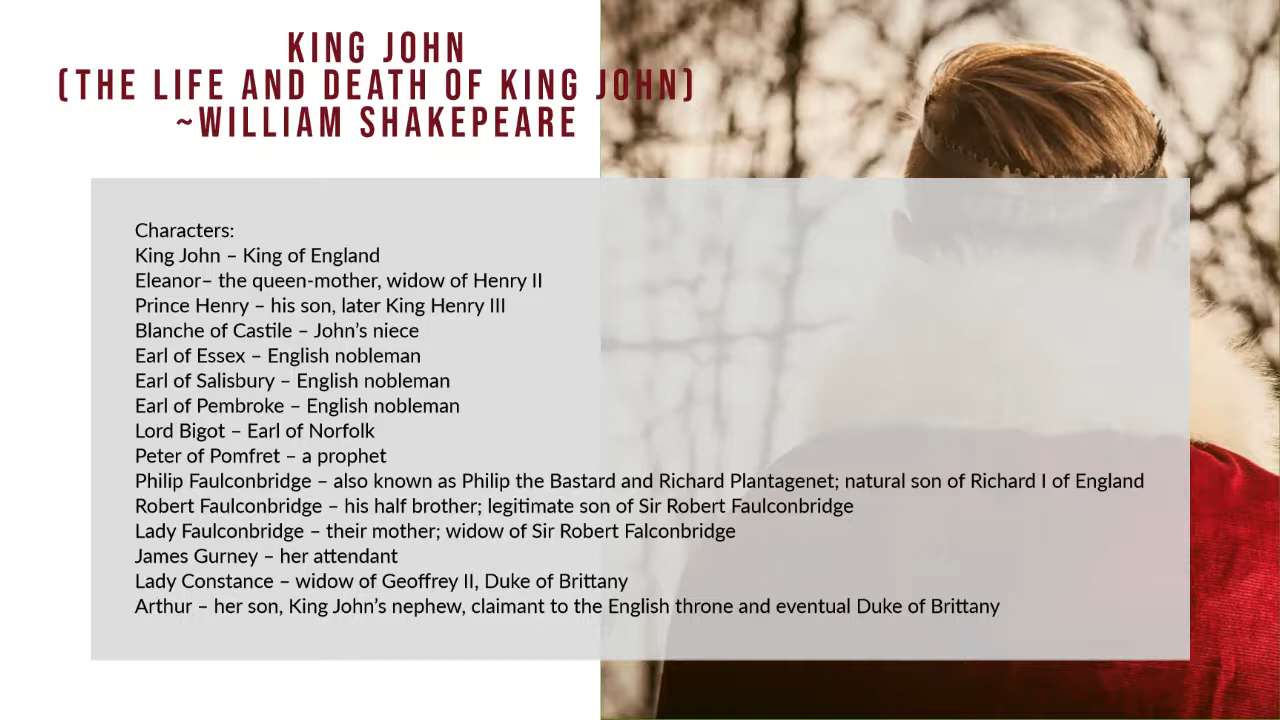 KING JOHN
(THE LIFE AND DEATH OF KING JOHN)
~WILLIAM SHAKEPEARE
Characters:
King John – King of England
Eleanor– the queen-mother, widow of Henry II
Prince Henry – his son, later King Henry III
Blanche of Castile – John’s niece
Earl of Essex – English nobleman
Earl of Salisbury – English nobleman
Earl of Pembroke – English nobleman
Lord Bigot – Earl of Norfolk
Peter of Pomfret – a prophet
Philip Faulconbridge – also known as Philip the Bastard and Richard Plantagenet; natural son of Richard I of England
Robert Faulconbridge – his half brother; legitimate son of Sir Robert Faulconbridge
Lady Faulconbridge – their mother; widow of Sir Robert Falconbridge
James Gurney – her attendant
Lady Constance – widow of Geoffrey II, Duke of Brittany
Arthur – her son, King John’s nephew, claimant to the English throne and eventual Duke of Brittany